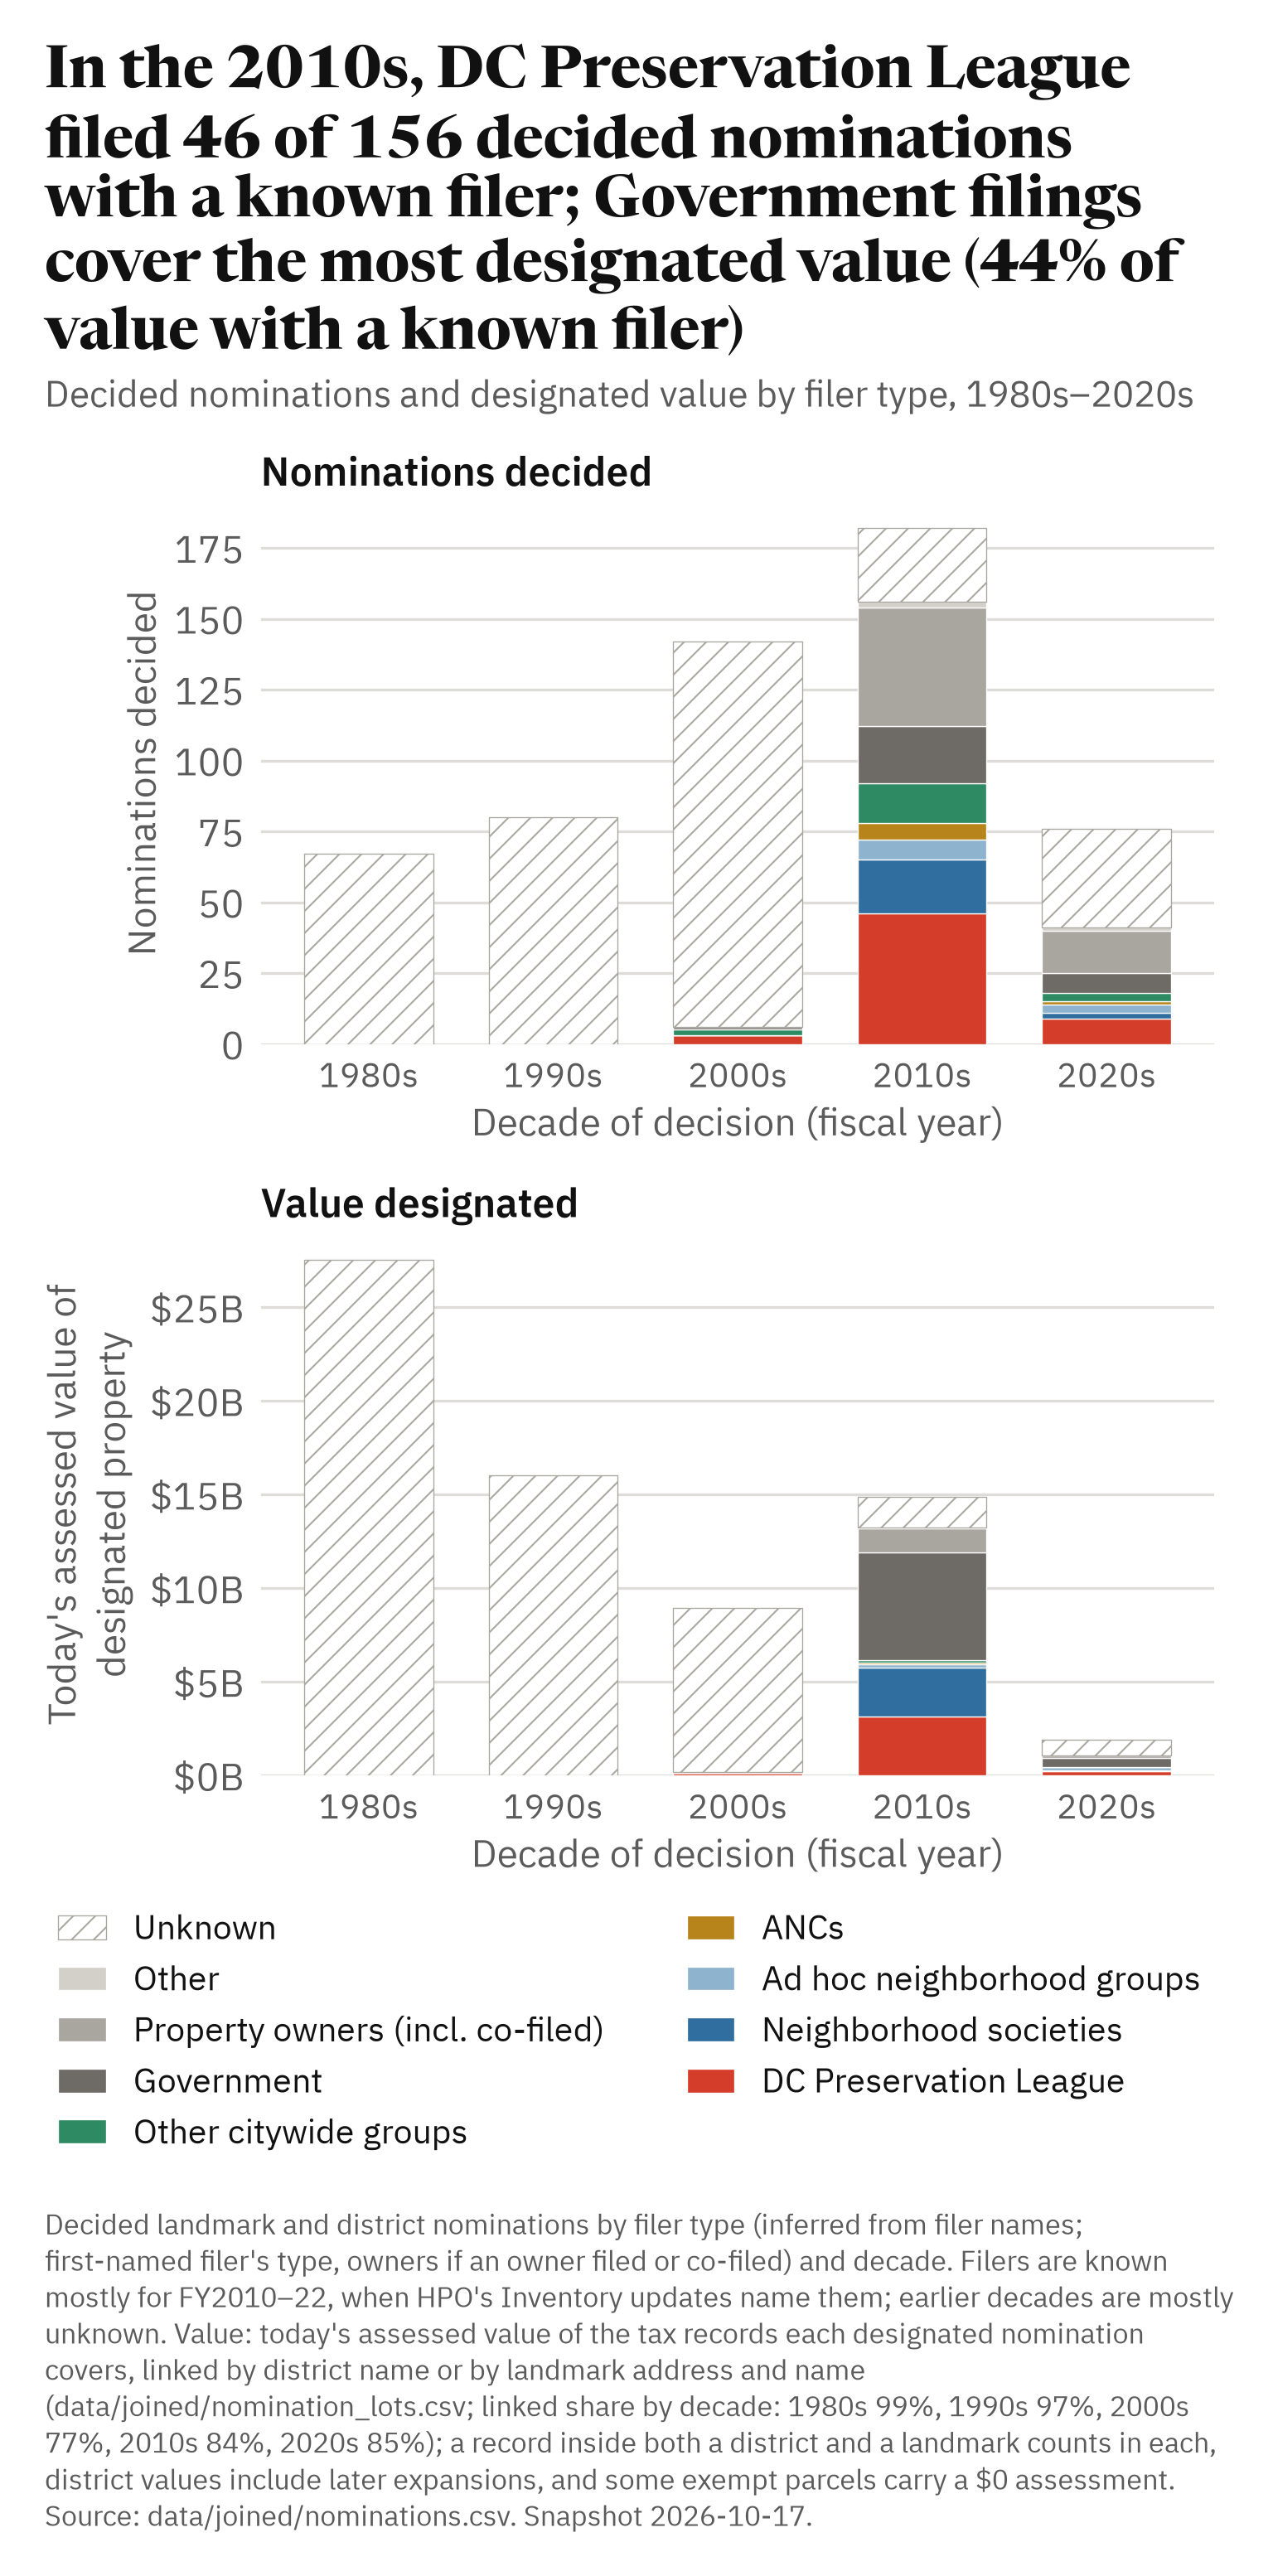 In the 2010s, DC Preservation League
filed 46 of 156 decided nominations
with a known filer; Government filings
cover the most designated value (44% of
value with a known filer)
Decided nominations and designated value by filer type, 1980s–2020s
Nominations decided
Nominations decided
175
150
125
100
75
50
25
0
1980s
1990s
2000s
2010s
2020s
Decade of decision (fiscal year)
Value designated
Today's assessed value of
designated property
$25B
$20B
$15B
$10B
$5B
$0B
1980s
1990s
2000s
2010s
2020s
Decade of decision (fiscal year)
Unknown
Other
Property owners (incl. co-filed)
Government
Other citywide groups
ANCs
Ad hoc neighborhood groups
Neighborhood societies
DC Preservation League
Decided landmark and district nominations by filer type (inferred from filer names;
first-named filer's type, owners if an owner filed or co-filed) and decade. Filers are known
mostly for FY2010–22, when HPO's Inventory updates name them; earlier decades are mostly
unknown. Value: today's assessed value of the tax records each designated nomination
covers, linked by district name or by landmark address and name
(data/joined/nomination_lots.csv; linked share by decade: 1980s 99%, 1990s 97%, 2000s
77%, 2010s 84%, 2020s 85%); a record inside both a district and a landmark counts in each,
district values include later expansions, and some exempt parcels carry a $0 assessment.
Source: data/joined/nominations.csv. Snapshot 2026-10-17.